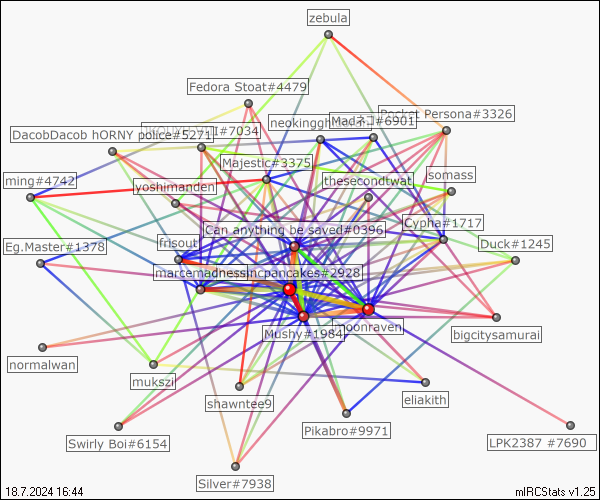 zebula
Fedora Stoat#4479
Persona#3326
#6901
DacobDacob hORNY police#5271
#7034
Majestic#3375
thesecondtwat
somass
ming#4742
yoshimanden
Cypha#1717
Can anything be saved#0396
Duck#1245
Eg.Master#1378
frisout
marcemadness
pancakes#2928
Mushy#1984
moonraven
bigcitysamurai
normalwan
mukszi
shawntee9
eliakith
Swirly Boi#6154
Pikabro#9971
LPK2387 #7690
Silver#7938
18.7.2024 16:44
mIRCStats v1.25